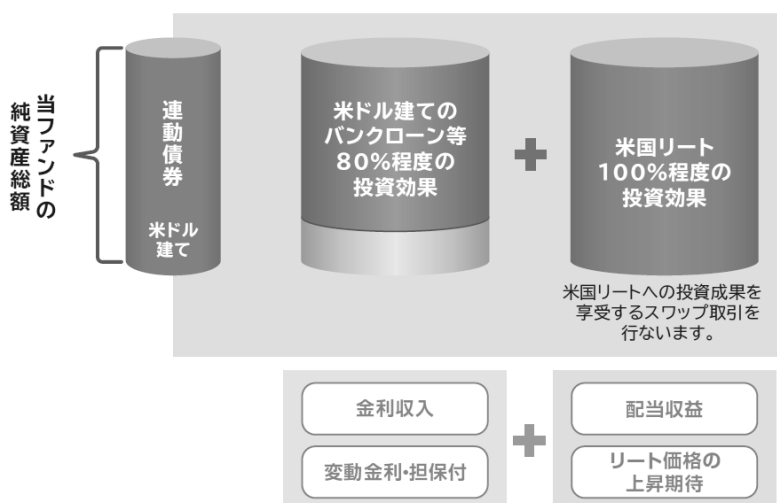 当ファンドの
純資産総額
連動債券
米ドル
建て
米ドル建ての
バンクローン等
80%程度の
投資効果
米国リート
100%程度の
投資効果
米国リートへの投資成果を
享受するスワップ取引を
行ないます。
金利収入
変動金利・担保付
配当収益
リート価格の
上昇期待